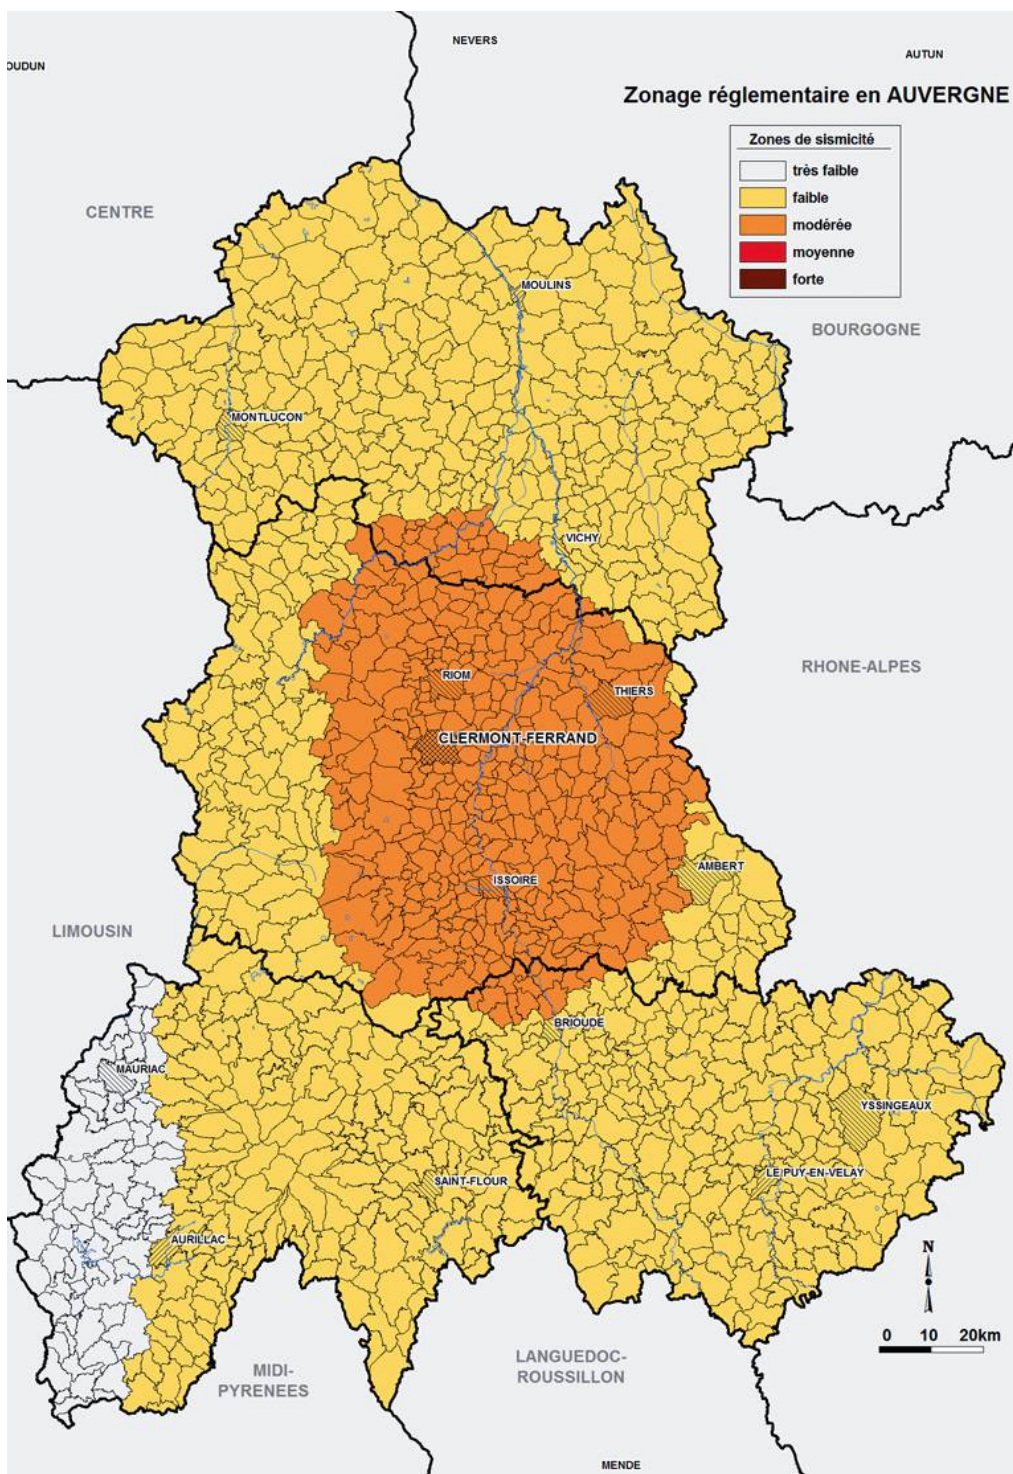 NEVERS
AUTUN
OUDUN
Zonage réglementaire en AUVERGNE
Zones de sismicité
très faible
faible
modérée
moyenne
forte
CENTRE
MOULINS
BOURGOGNE
MONTLUCON
VICHY
RHONE-ALPES
RIOM
THIERS
CLERMONT-FERRAND
AMBERT
ISSOIRE
LIMOUSIN
BRIOUDE
MAURIAC
YSSINGEAUX
LE PUY-EN-VELAY
SAINT-FLOUR
AURILLAC
N
0 10 20km
MIDI-
PYRENEES
LANGUEDOC-
ROUSSILLON
MENDE